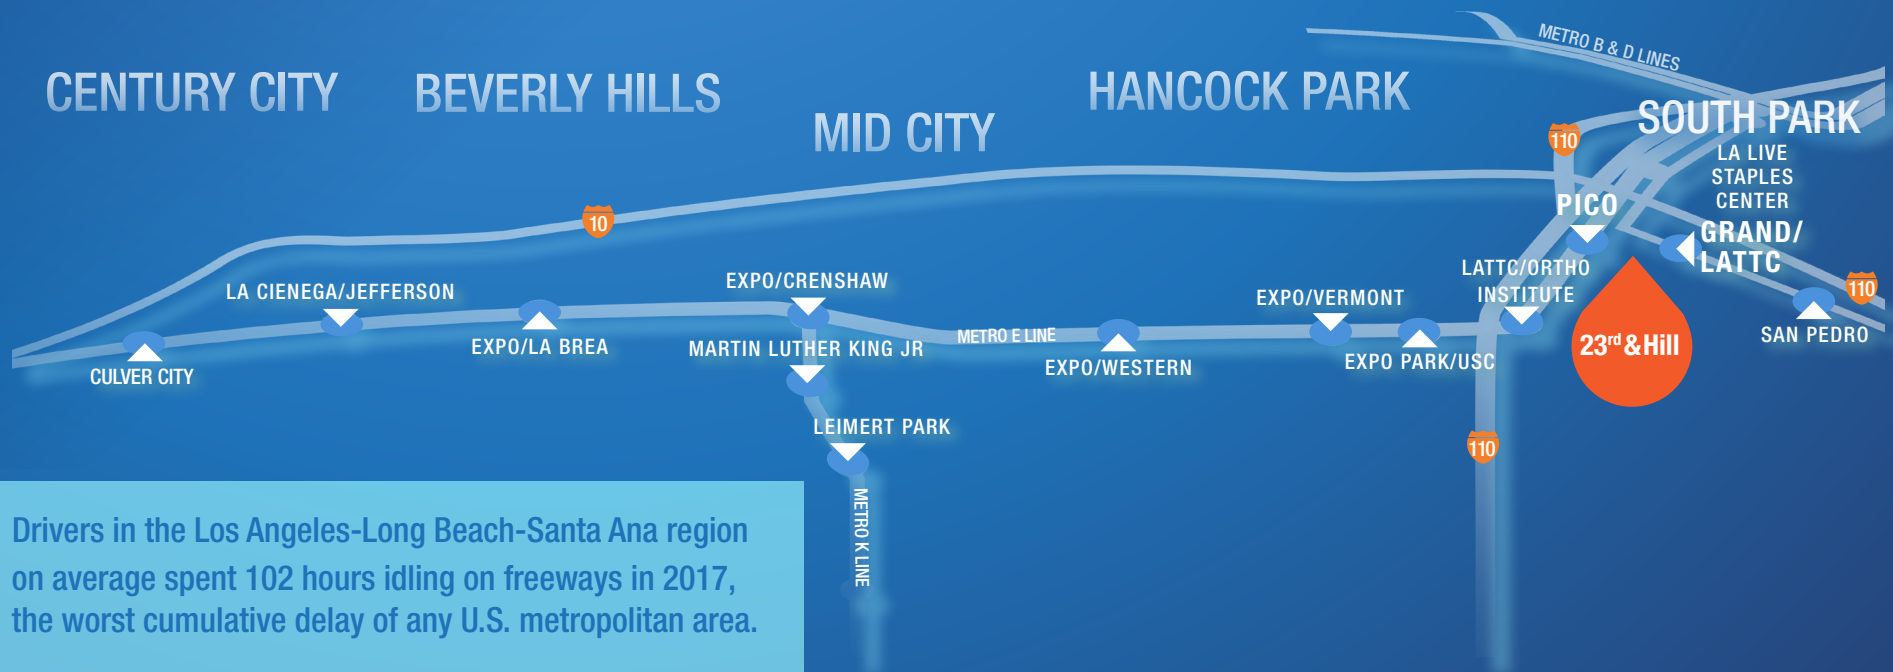 METRO B & D LINES
CENTURY CITY
BEVERLY HILLS
HANCOCK PARK
MID CITY
SOUTH PARK
LA LIVE
STAPLES
CENTER
110
PICO
GRAND/
LATTC
10
LA CIENEGA/JEFFERSON
EXPO/CRENSHAW
EXPO/VERMONT
LATTC/ORTHO
INSTITUTE
110
EXPO/LA BREA
MARTIN LUTHER KING JR
METRO E LINE
23rd & Hill
SAN PEDRO
CULVER CITY
EXPO/WESTERN
EXPO PARK/USC
LEIMERT PARK
110
METRO K LINE
Drivers in the Los Angeles-Long Beach-Santa Ana region
on average spent 102 hours idling on freeways in 2017,
the worst cumulative delay of any U.S. metropolitan area.